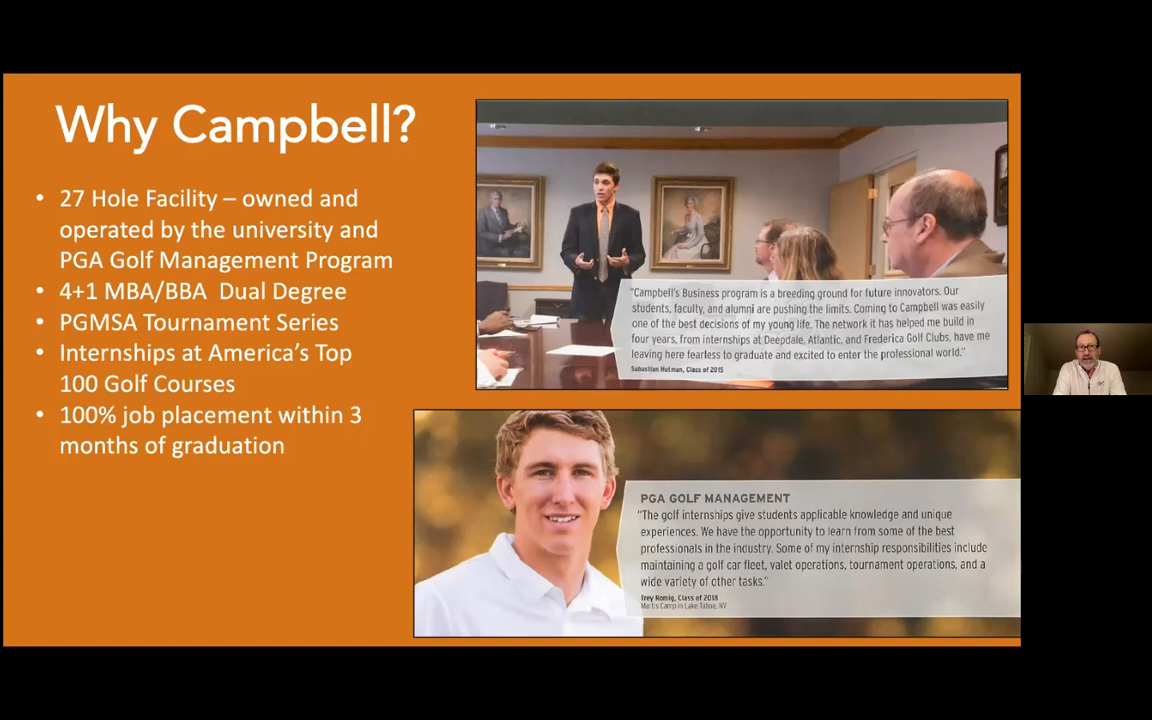 Why Campbell?
• 27 Hole Facility – owned and
operated by the university and
PGA Golf Management Program
• 4+1 MBA/BBA  Dual Degree
• PGMSA Tournament Series
• Internships at America’s Top
100 Golf Courses
• 100% job placement within 3
months of graduation
"Campbell's Business program is a breeding ground for future innovators. Our
students, faculty, and alumni are pushing the limits. Coming to Campbell was easily
one of the best decisions of my young life. The network it has helped me build in
four years, from internships at Deepdale, Atlantic, and Frederica Golf Clubs, have me
leaving here fearless to graduate and excited to enter the professional world."
Sabastian Hutman, Class of 2015
PGA GOLF MANAGEMENT
"The golf internships give students applicable knowledge and unique
experiences. We have the opportunity to learn from some of the best
professionals in the industry. Some of my internship responsibilities include
maintaining a golf car fleet, valet operations, tournament operations, and a
wide variety of other tasks."
Trey Romig, Class of 2018
Martis Camp in Lake Tahoe, NV